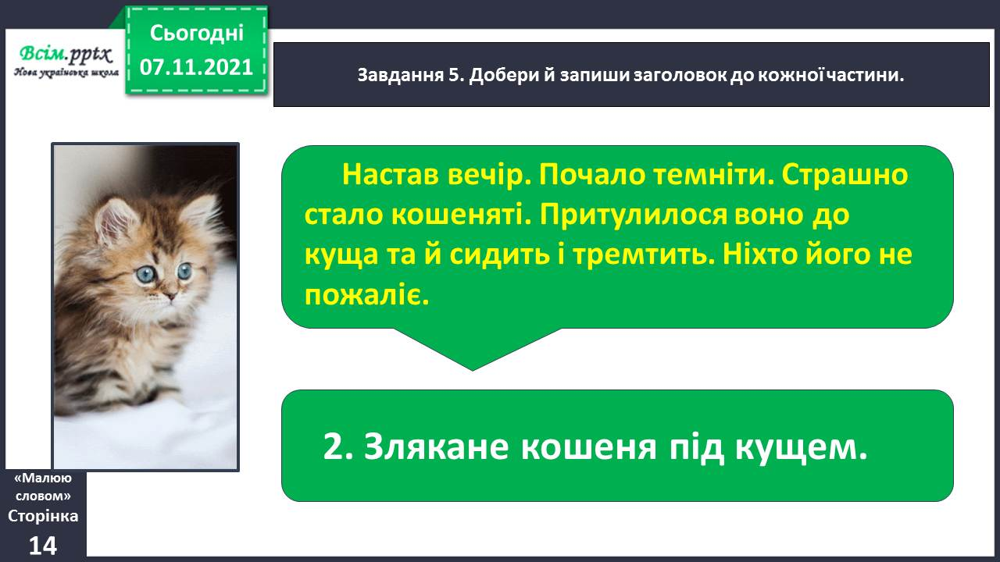 Сьогодні
07.11.2021
Всім.pptx
Нова українська школа
Завдання 5. Добери й запиши заголовок до кожної частини.
Настав вечір. Почало темніти. Страшно
стало кошеняті. Притулилося воно до
куща та й сидить і тремтить. Ніхто його не
пожаліє.
2. Злякане кошеня під кущем.
«Малюю
словом»
Сторінка
14